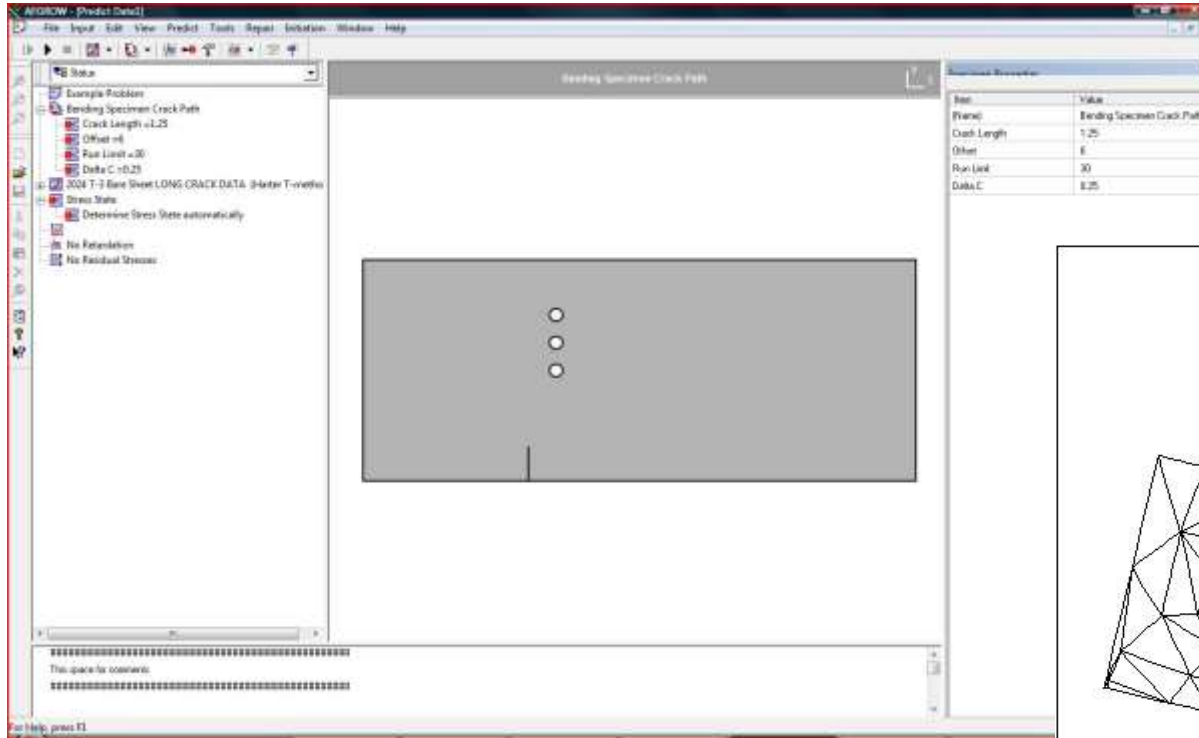 AFGROW - [Predict Data1]
File Input Edit View Predict Tools Repair Initiation Window Help
Status
Example Problem
Bending Specimen Crack Path
Crack Length =1.25
Offset =6
Run Limit =30
Delta C =0.25
2024 T-3 Bare Sheet LONG CRACK DATA (Harter T-metho
Stress State
Determine Stress State automatically
No Retardation
No Residual Stresses
Bending Specimen Crack Path
Specimen Properties
Item Value
(Name) Bending Specimen Crack Path
Crack Length 1.25
Offset 6
Run Limit 30
Delta C 0.25
This space for comments
For Help, press F1